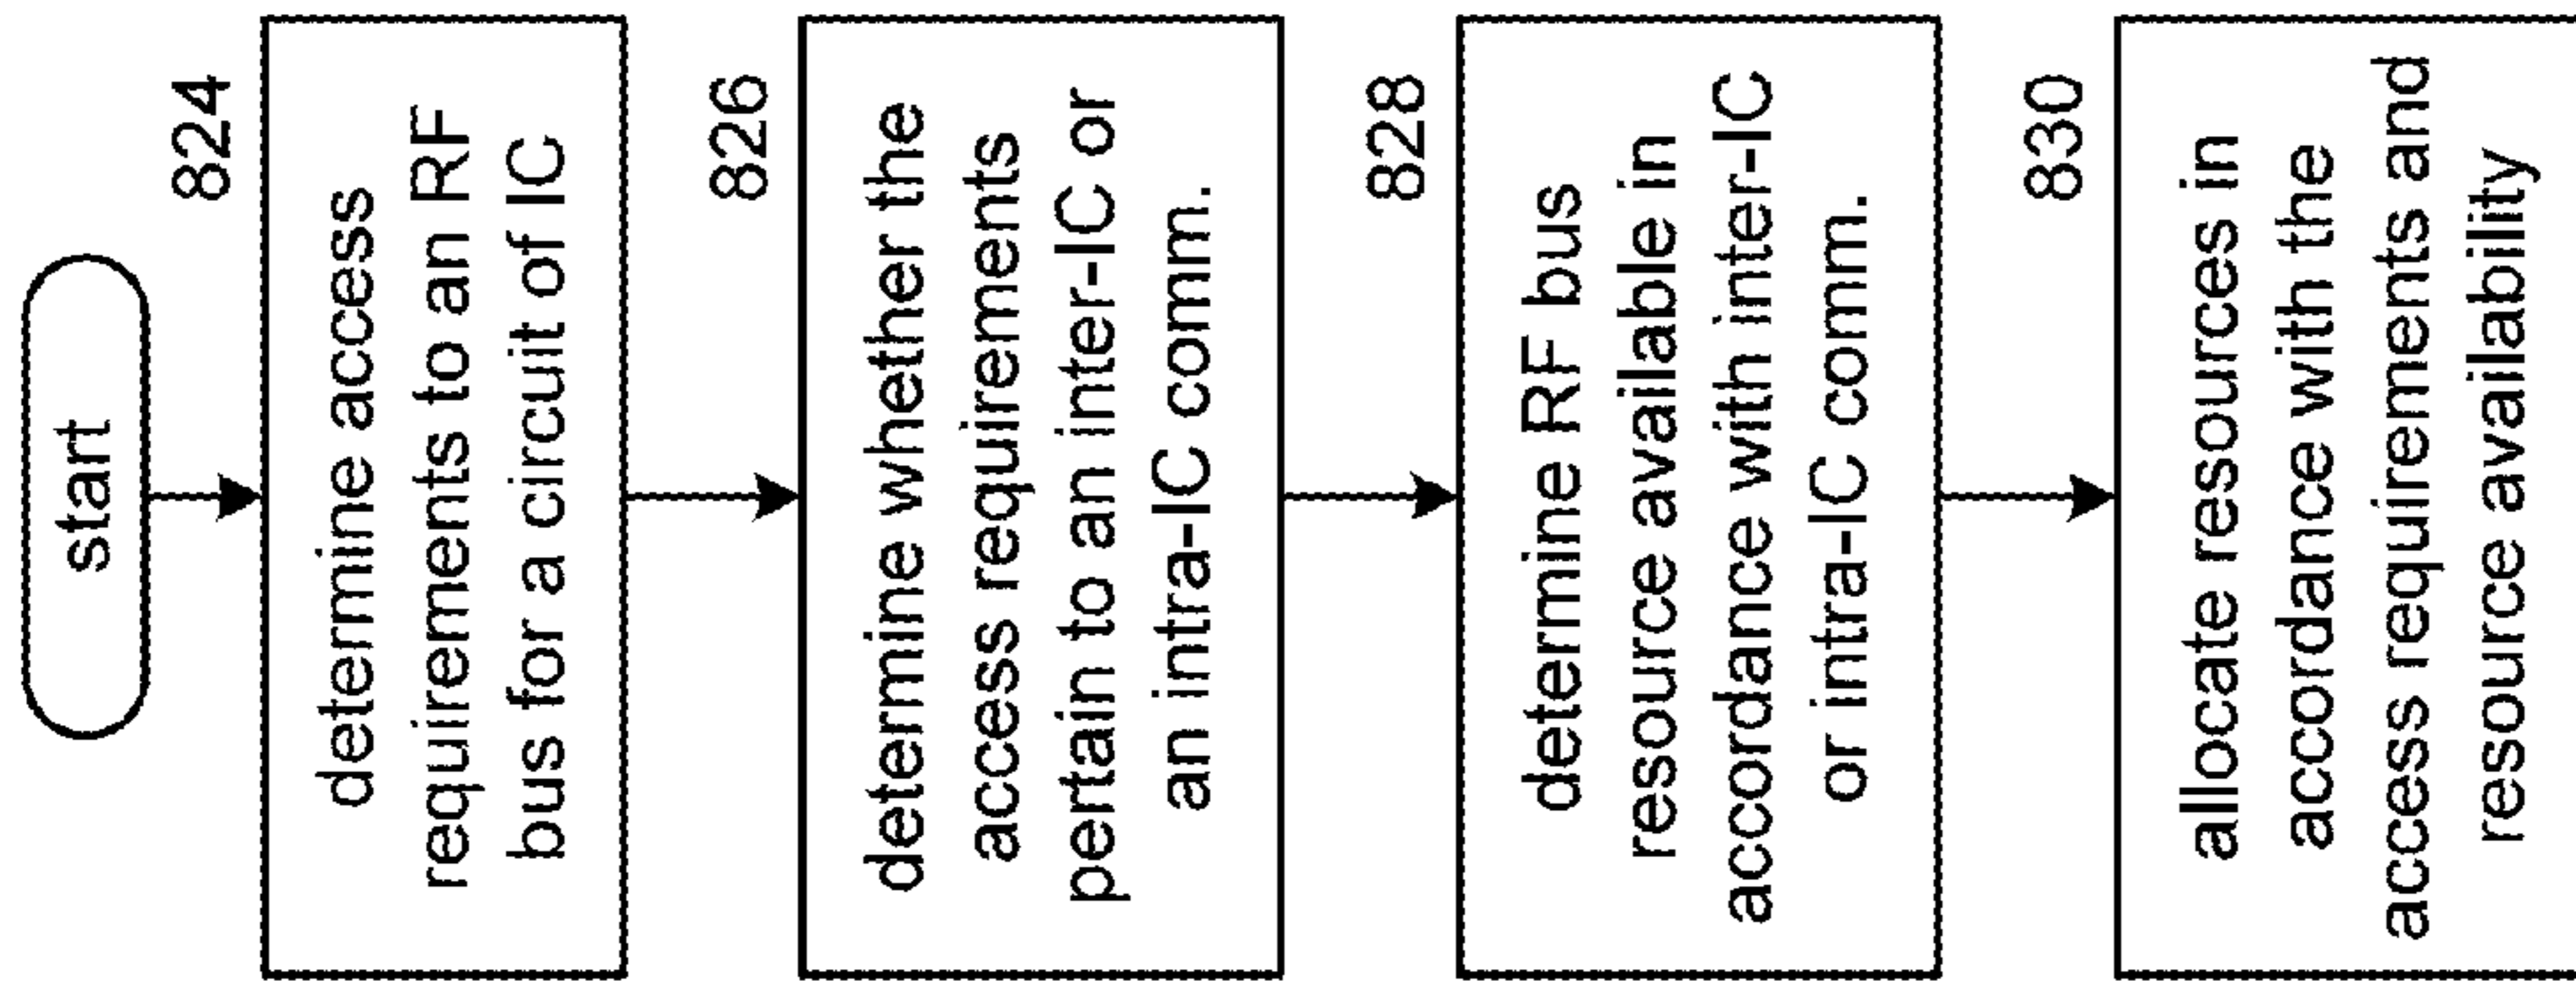 start
824
determine access
requirements to an RF
bus for a circuit of IC
826
determine whether the
access requirements
pertain to an inter-IC or
an intra-IC comm.
828
determine RF bus
resource available in
accordance with inter-IC
or intra-IC comm.
830
allocate resources in
accordance with the
access requirements and
resource availability